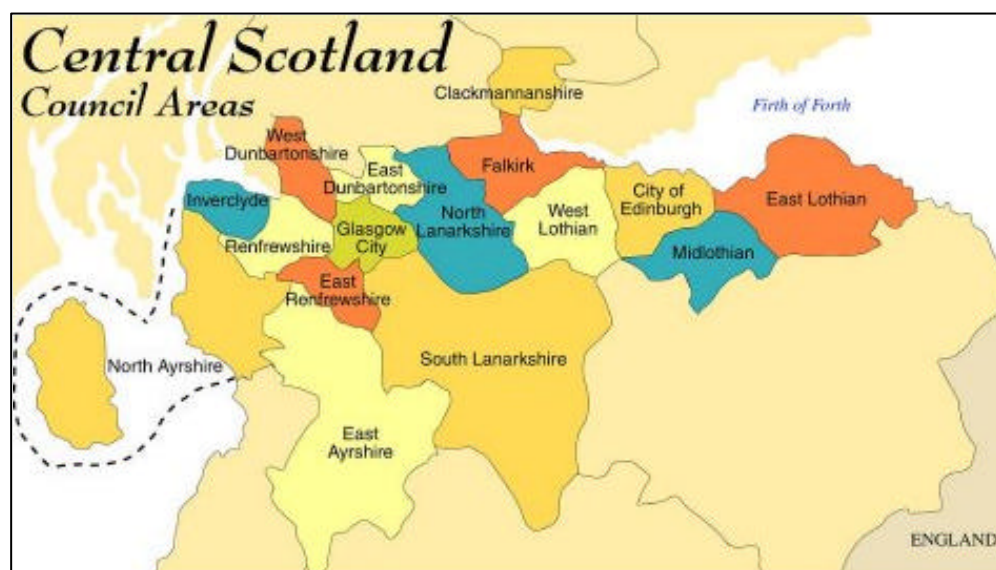 Central Scotland
Council Areas
Clackmannanshire
Firth of Forth
West
Dunbartonshire
East
Dunbartonshire
Falkirk
Inverclyde
Renfrewshire
Glasgow
City
North
Lanarkshire
West
Lothian
City of
Edinburgh
East Lothian
Midlothian
East
Renfrewshire
North Ayrshire
South Lanarkshire
East
Ayrshire
ENGLAND